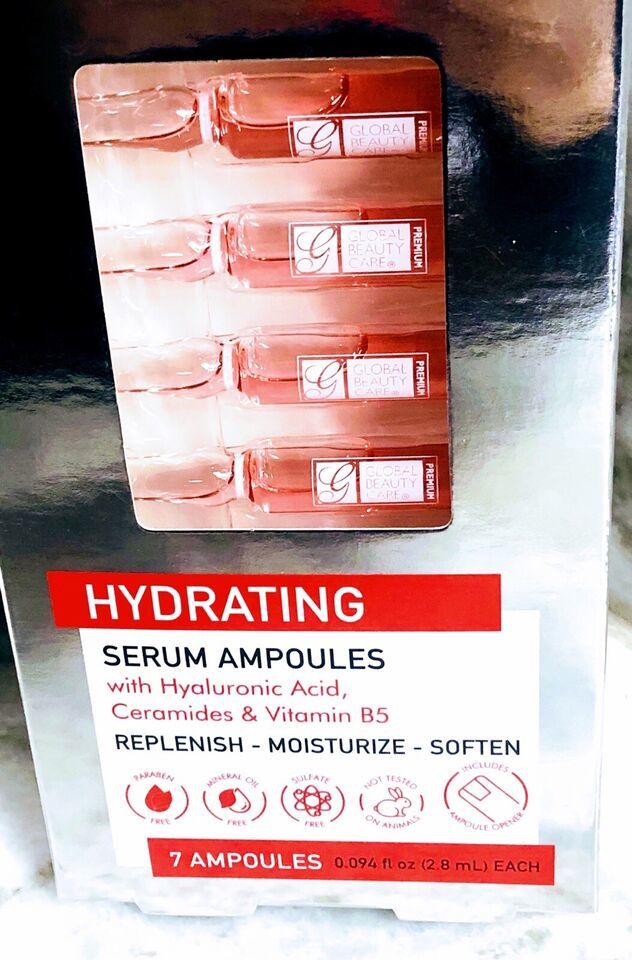 G GLOBAL
BEAUTY
CARE
PREMIUM
G GLOBAL
BEAUTY
CARE®
PREMIUM
G GLOBAL
BEAUTY
CARE®
PREMIUM
G GLOBAL
BEAUTY
CARE®
PREMIUM
HYDRATING
SERUM AMPOULES
with Hyaluronic Acid,
Ceramides & Vitamin B5
REPLENISH - MOISTURIZE - SOFTEN
PARABEN
FREE
MINERAL OIL
FREE
SULFATE
FREE
NOT TESTED
ON ANIMALS
INCLUDES
AMPOULE OPENER
7 AMPOULES 0.094 fl oz (2.8 mL) EACH